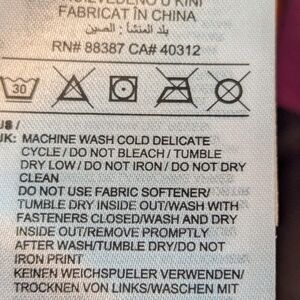 FABRICAT ÎN CHINA
بلد المنشأ: الصين
RN# 88387 CA# 40312
30
UK: MACHINE WASH COLD DELICATE
CYCLE / DO NOT BLEACH / TUMBLE
DRY LOW / DO NOT IRON / DO NOT DRY
CLEAN
DO NOT USE FABRIC SOFTENER/
TUMBLE DRY INSIDE OUT/WASH WITH
FASTENERS CLOSED/WASH AND DRY
INSIDE OUT/REMOVE PROMPTLY
AFTER WASH/TUMBLE DRY/DO NOT
IRON PRINT
KEINEN WEICHSPUELER VERWENDEN/
TROCKNEN VON LINKS/WASCHEN MIT